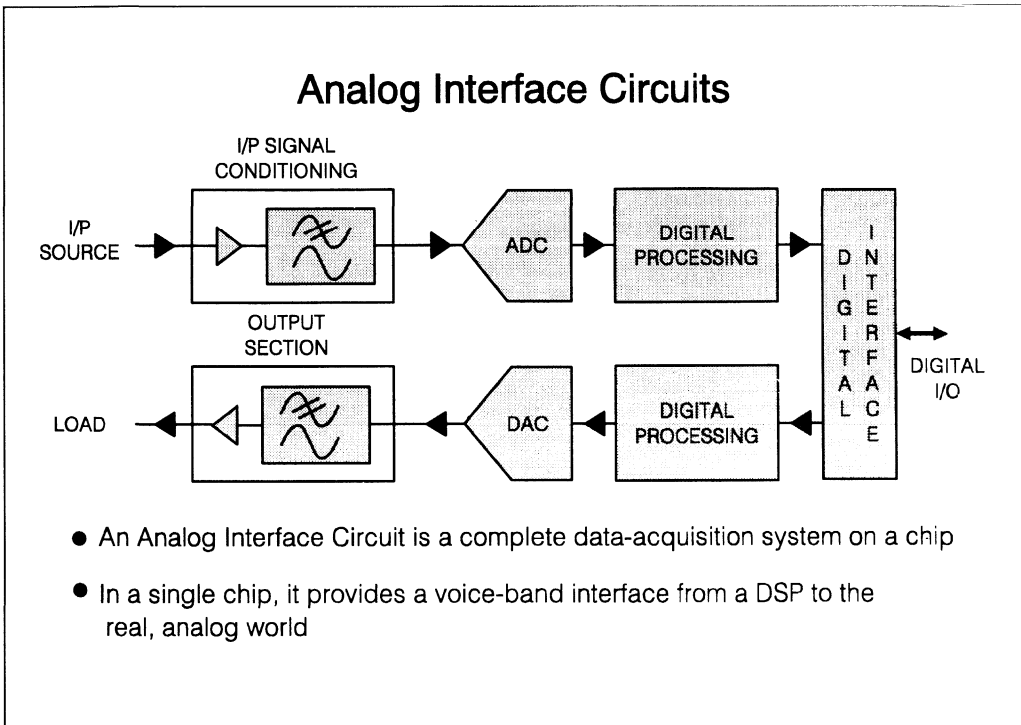 Analog Interface Circuits
I/P SIGNAL
CONDITIONING
I/P
SOURCE
ADC
DIGITAL
PROCESSING
DIGITAL
INTERFACE
DIGITAL
I/O
OUTPUT
SECTION
LOAD
DAC
DIGITAL
PROCESSING
● An Analog Interface Circuit is a complete data-acquisition system on a chip
● In a single chip, it provides a voice-band interface from a DSP to the
real, analog world